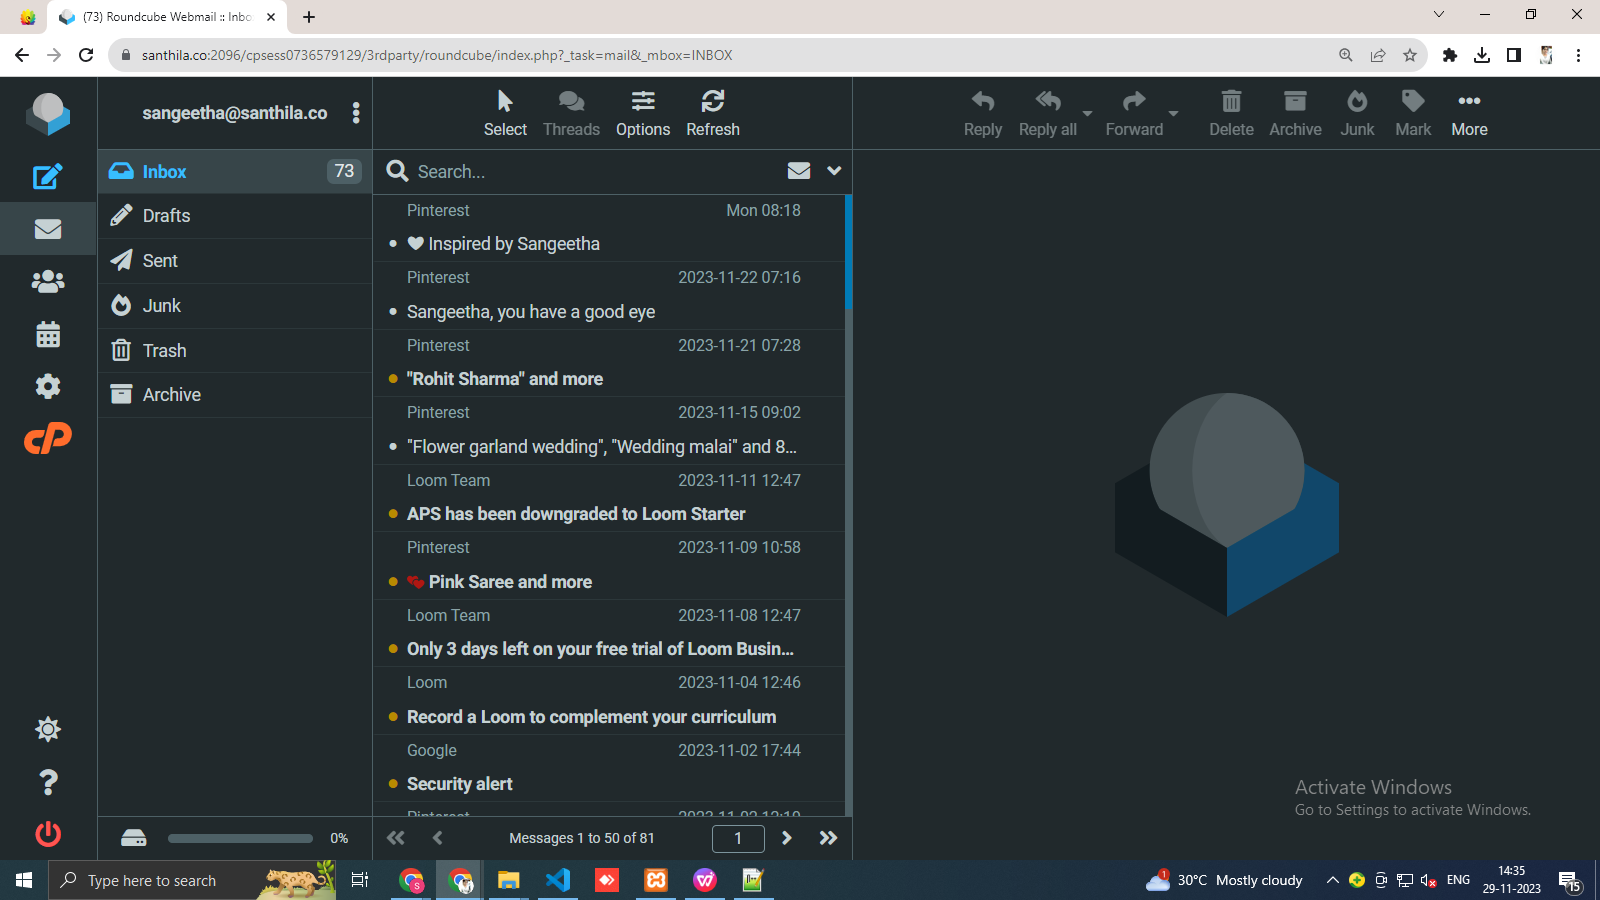 (73) Roundcube Webmail :: Inbo
santhila.co:2096/cpsess0736579129/3rdparty/roundcube/index.php?_task=mail&_mbox=INBOX
sangeetha@santhila.co
Select
Threads
Options
Refresh
Reply
Reply all
Forward
Delete
Archive
Junk
Mark
More
Inbox
73
Drafts
Sent
Junk
Trash
Archive
cP
0%
Search...
Pinterest Mon 08:18
Inspired by Sangeetha
Pinterest 2023-11-22 07:16
Sangeetha, you have a good eye
Pinterest 2023-11-21 07:28
"Rohit Sharma" and more
Pinterest 2023-11-15 09:02
"Flower garland wedding", "Wedding malai" and 8...
Loom Team 2023-11-11 12:47
APS has been downgraded to Loom Starter
Pinterest 2023-11-09 10:58
Pink Saree and more
Loom Team 2023-11-08 12:47
Only 3 days left on your free trial of Loom Busin...
Loom 2023-11-04 12:46
Record a Loom to complement your curriculum
Google 2023-11-02 17:44
Security alert
Messages 1 to 50 of 81
1
Activate Windows
Go to Settings to activate Windows.
Type here to search
S
1
30°C Mostly cloudy
ENG
14:35
29-11-2023
15